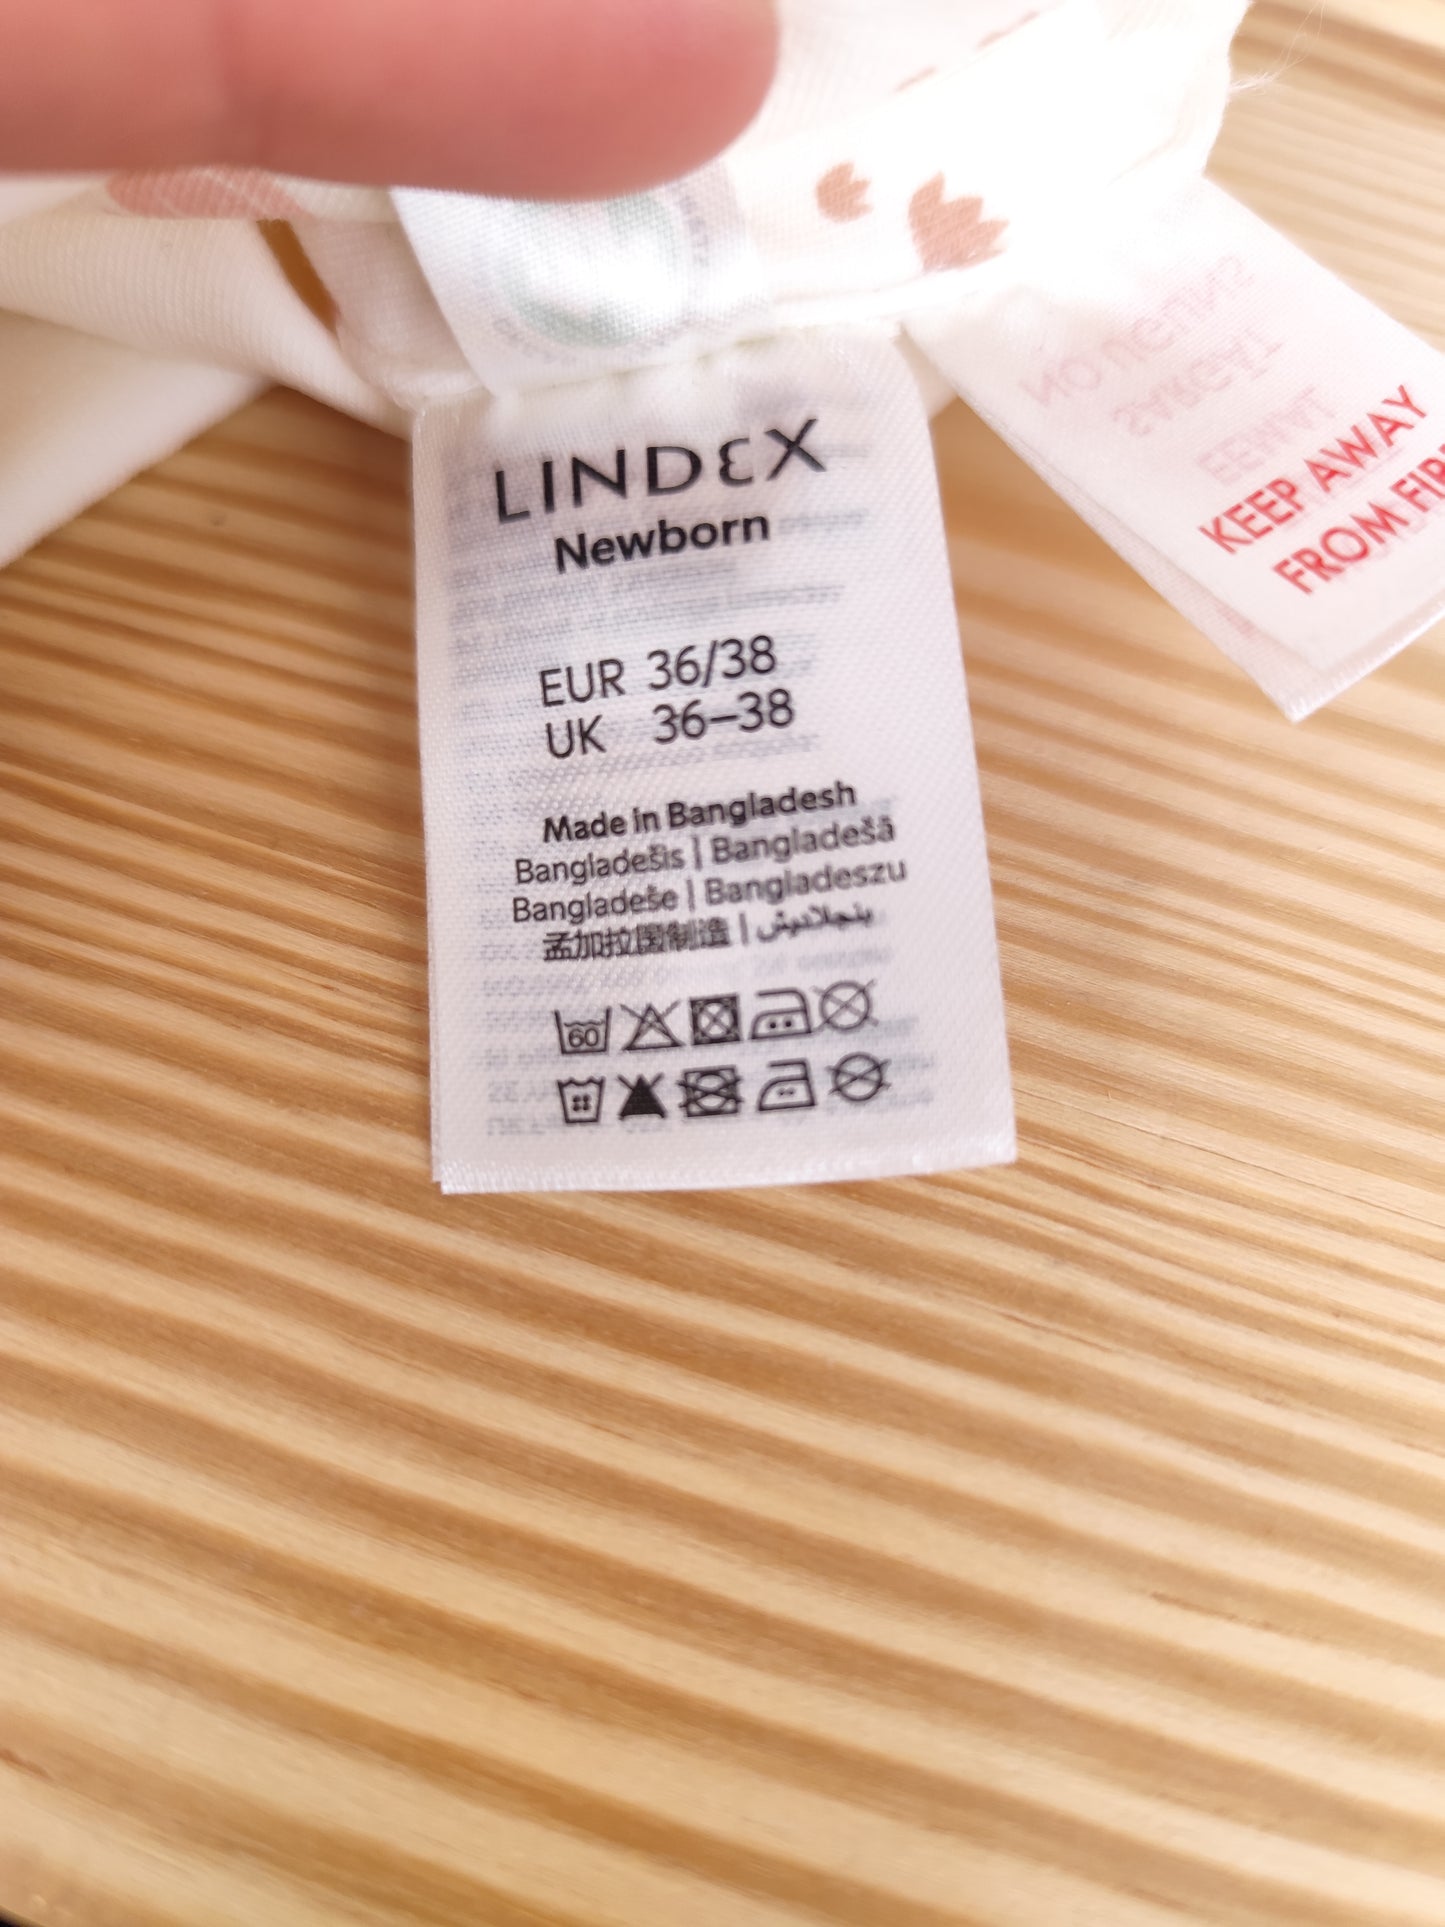 LINDEX
Newborn
EUR 36/38
UK 36–38
Made in Bangladesh
Bangladešis | Bangladešā
Bangladeše | Bangladeszu
孟加拉国制造 | بنجلاديش
60
KEEP AWAY
FROM